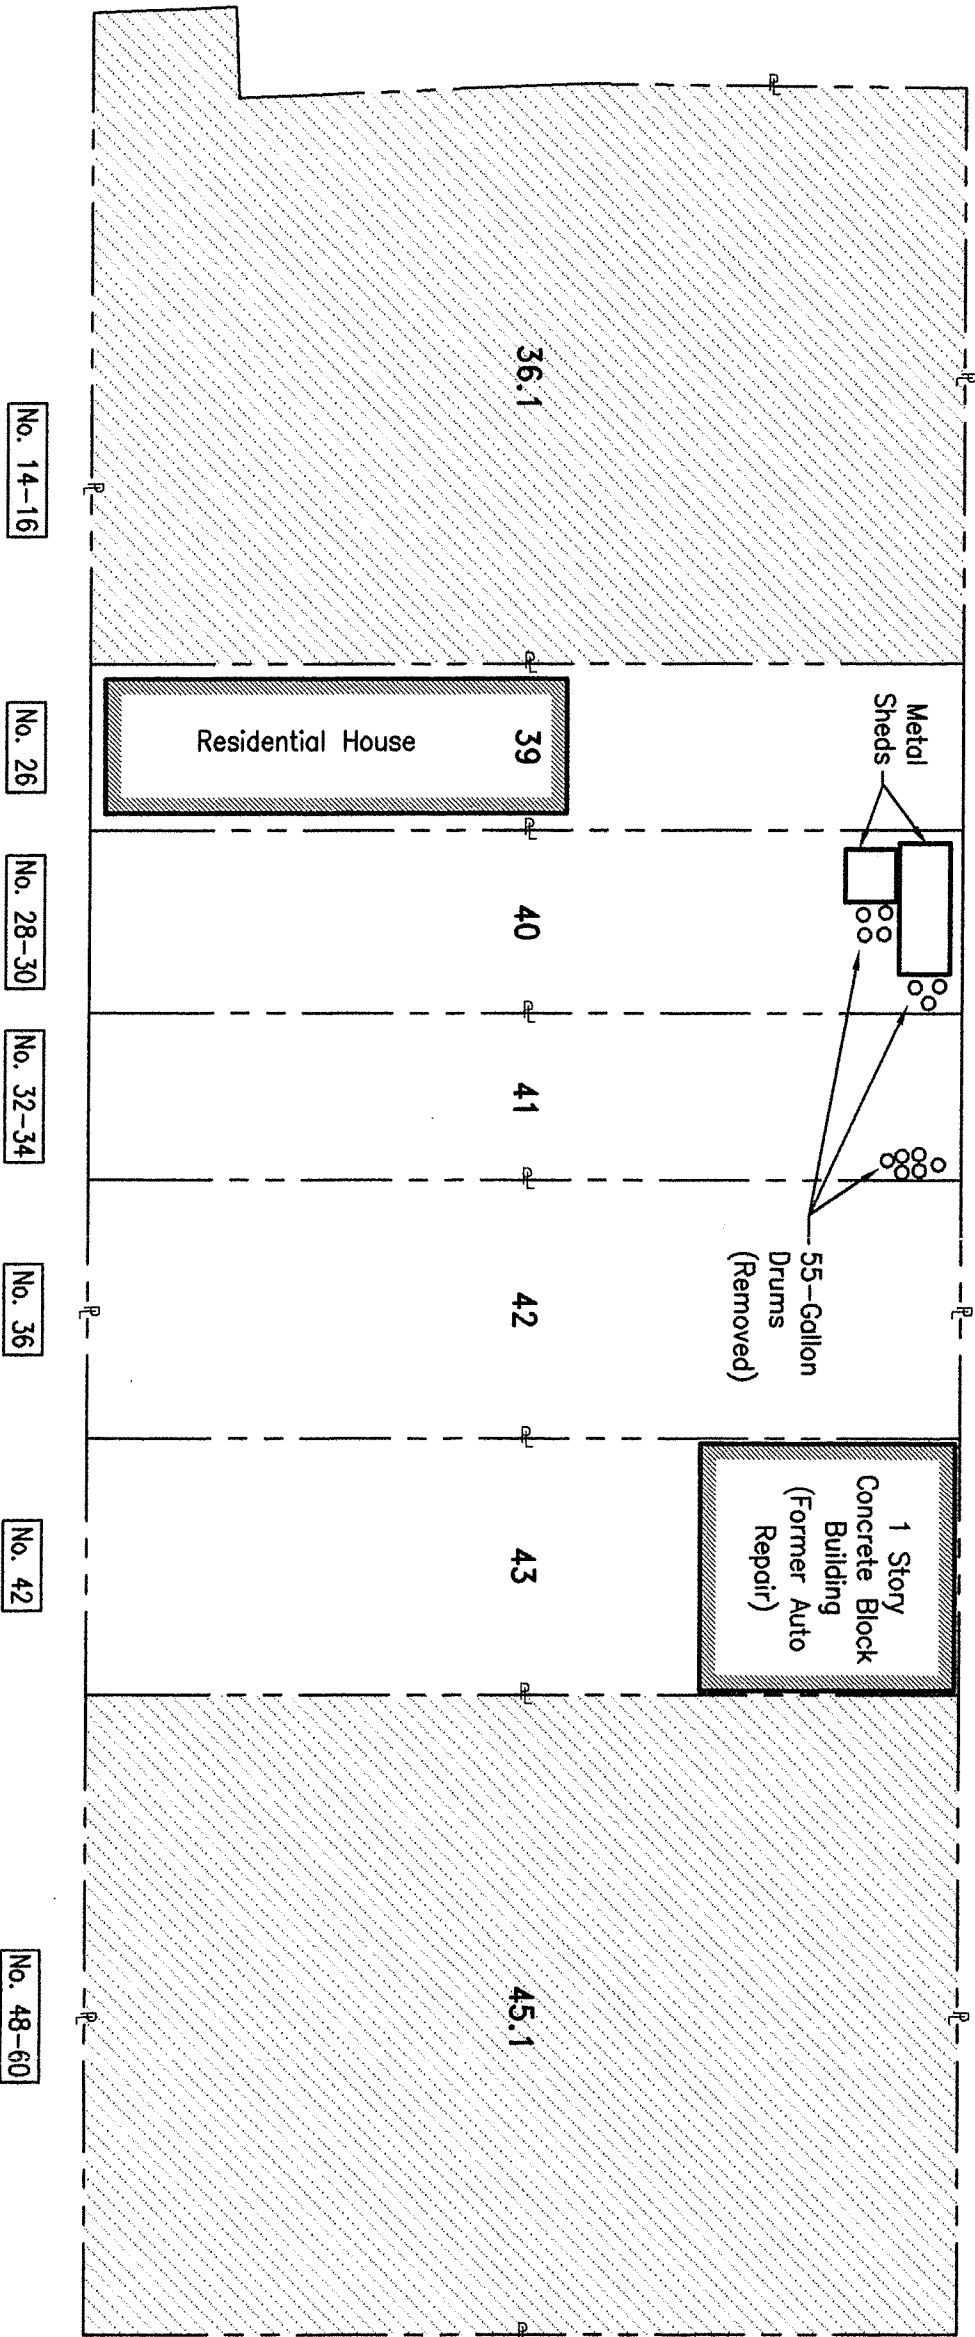 36.1
No. 14-16
Metal
Sheds
39
Residential House
No. 26
40
No. 28-30
41
No. 32-34
55-Gallon
Drums
(Removed)
42
No. 36
1 Story
Concrete Block
Building
(Former Auto
Repair)
43
No. 42
45.1
No. 48-60